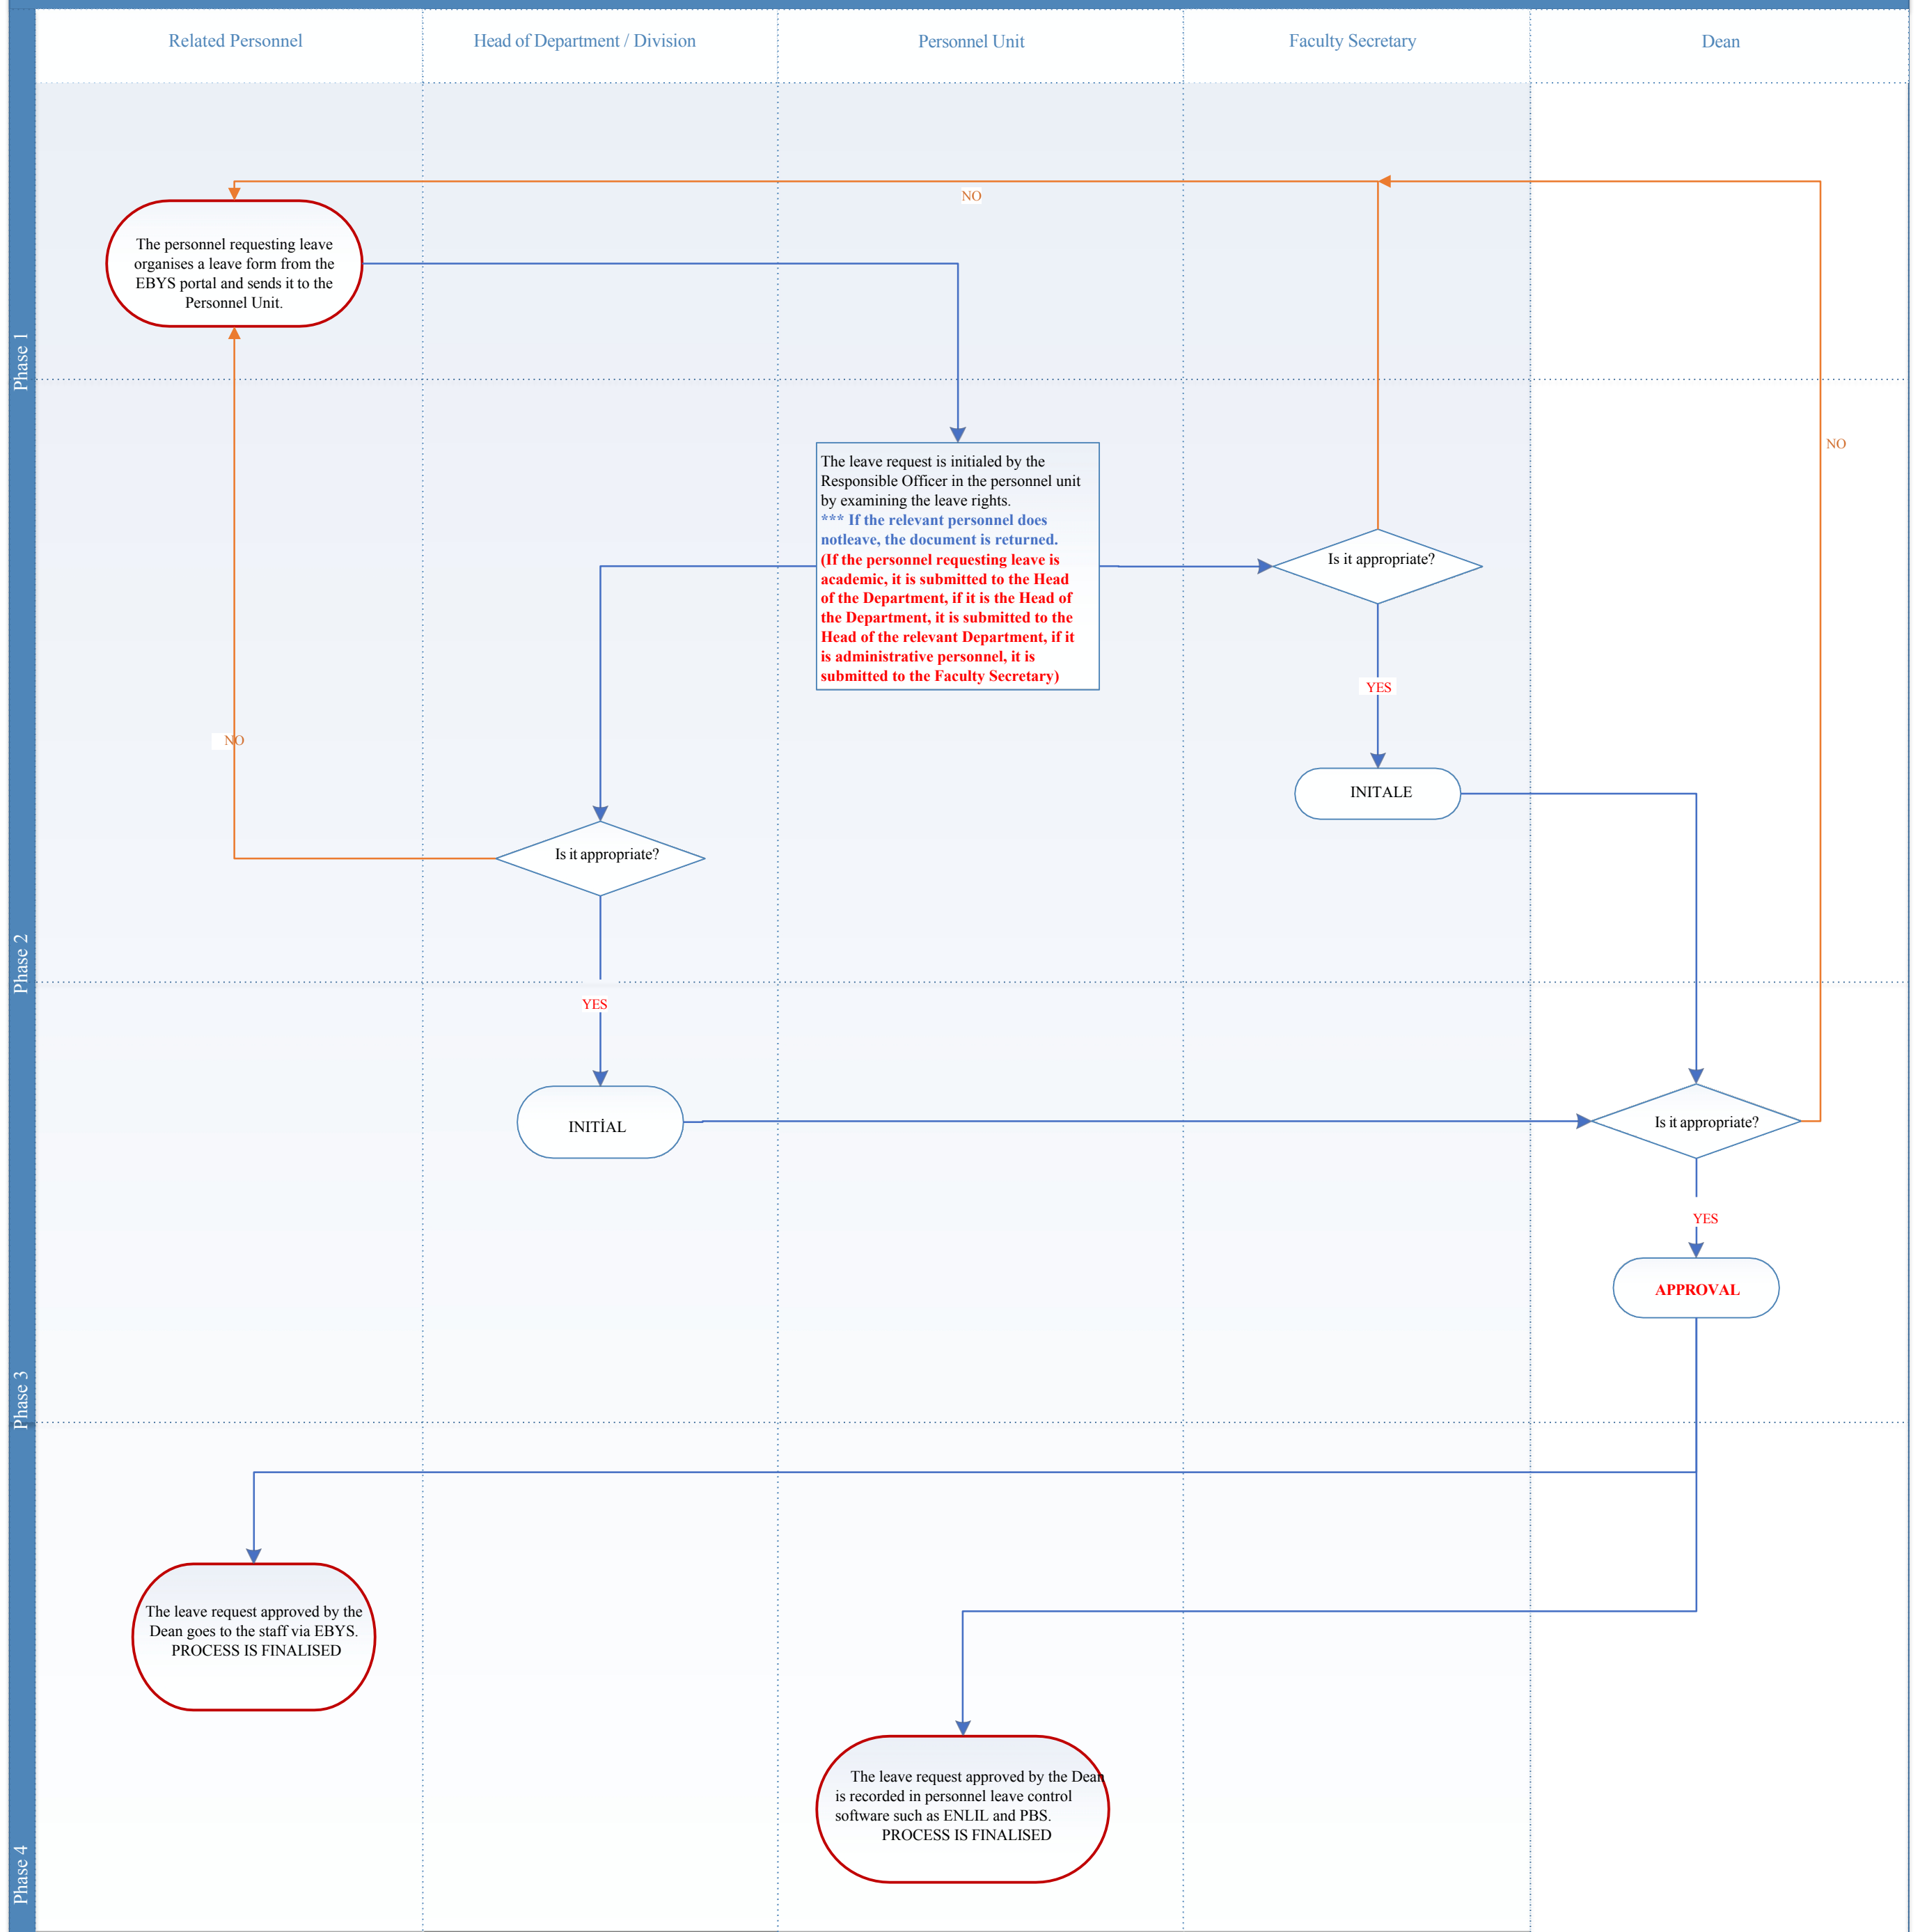 Related Personnel
Head of Department / Division
Personnel Unit
Faculty Secretary
Dean
Phase 1
NO
The personnel requesting leave
organises a leave form from the
EBYS portal and sends it to the
Personnel Unit.
NO
Phase 2
The leave request is initialed by the
Responsible Officer in the personnel unit
by examining the leave rights.
*** If the relevant personnel does
notleave, the document is returned.
(If the personnel requesting leave is
academic, it is submitted to the Head
of the Department, if it is the Head of
the Department, it is submitted to the
Head of the relevant Department, if it
is administrative personnel, it is
submitted to the Faculty Secretary)
Is it appropriate?
YES
NO
INITALE
Is it appropriate?
Phase 3
YES
INITİAL
Is it appropriate?
YES
APPROVAL
Phase 4
The leave request approved by the
Dean goes to the staff via EBYS.
PROCESS IS FINALISED
The leave request approved by the Dean
is recorded in personnel leave control
software such as ENLIL and PBS.
PROCESS IS FINALISED